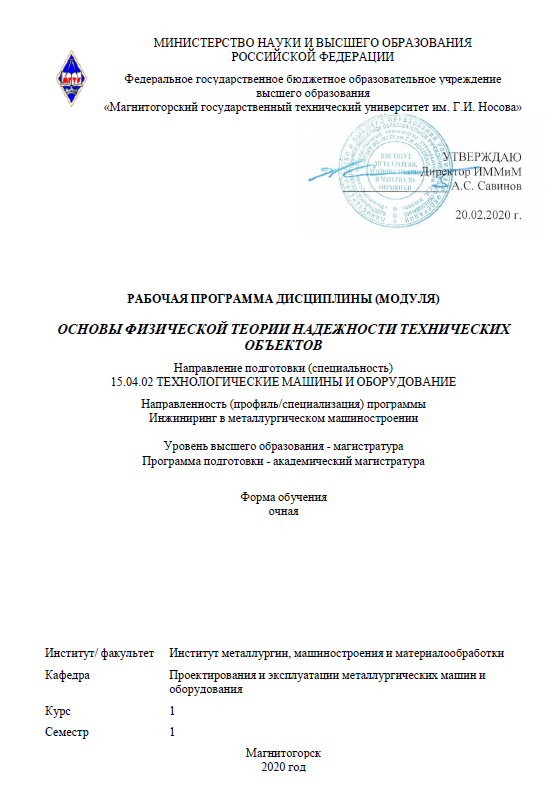 МИНИСТЕРСТВО НАУКИ И ВЫСШЕГО ОБРАЗОВАНИЯ
РОССИЙСКОЙ ФЕДЕРАЦИИ
Федеральное государственное бюджетное образовательное учреждение
высшего образования
«Магнитогорский государственный технический университет им. Г.И. Носова»
МГТУ
УТВЕРЖДАЮ
Директор ИММиМ
А.С. Савинов
20.02.2020 г.
РАБОЧАЯ ПРОГРАММА ДИСЦИПЛИНЫ (МОДУЛЯ)
ОСНОВЫ ФИЗИЧЕСКОЙ ТЕОРИИ НАДЕЖНОСТИ ТЕХНИЧЕСКИХ
ОБЪЕКТОВ
Направление подготовки (специальность)
15.04.02 ТЕХНОЛОГИЧЕСКИЕ МАШИНЫ И ОБОРУДОВАНИЕ
Направленность (профиль/специализация) программы
Инжиниринг в металлургическом машиностроении
Уровень высшего образования - магистратура
Программа подготовки - академический магистратура
Форма обучения
очная
Институт/ факультет Институт металлургии, машиностроения и материалообработки
Кафедра Проектирования и эксплуатации металлургических машин и
оборудования
Курс 1
Семестр 1
Магнитогорск
2020 год